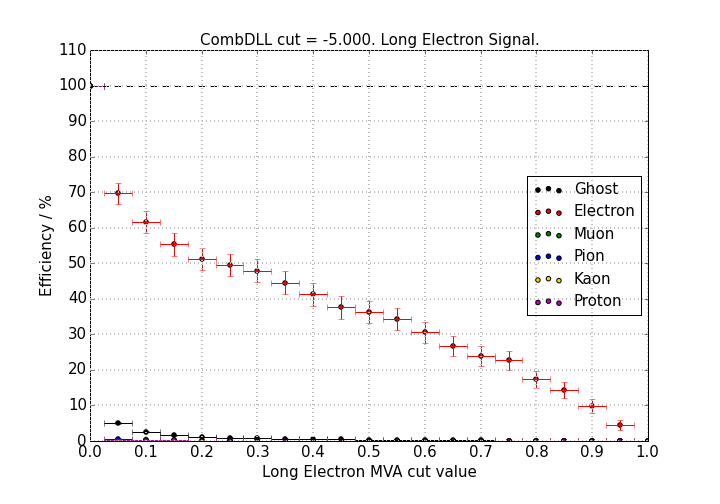 CombDLL cut = -5.000. Long Electron Signal.
110
100
90
80
70
60
50
40
30
20
10
0
Efficiency / %
Ghost
Electron
Muon
Pion
Kaon
Proton
0.0 0.1 0.2 0.3 0.4 0.5 0.6 0.7 0.8 0.9 1.0
Long Electron MVA cut value